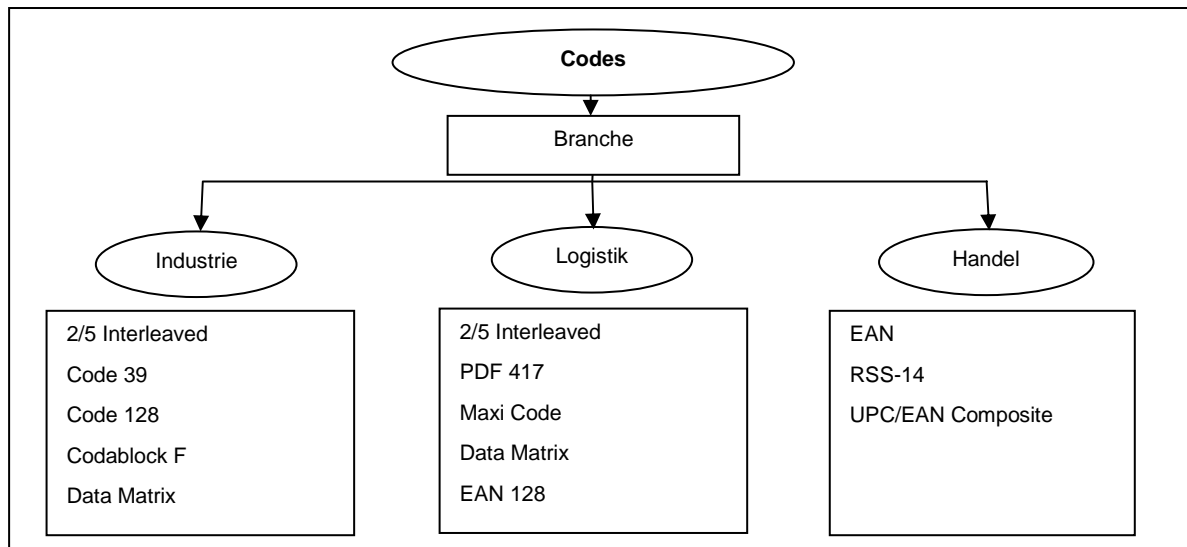 Codes
Branche
Industrie
2/5 Interleaved
Code 39
Code 128
Codablock F
Data Matrix
Logistik
2/5 Interleaved
PDF 417
Maxi Code
Data Matrix
EAN 128
Handel
EAN
RSS-14
UPC/EAN Composite